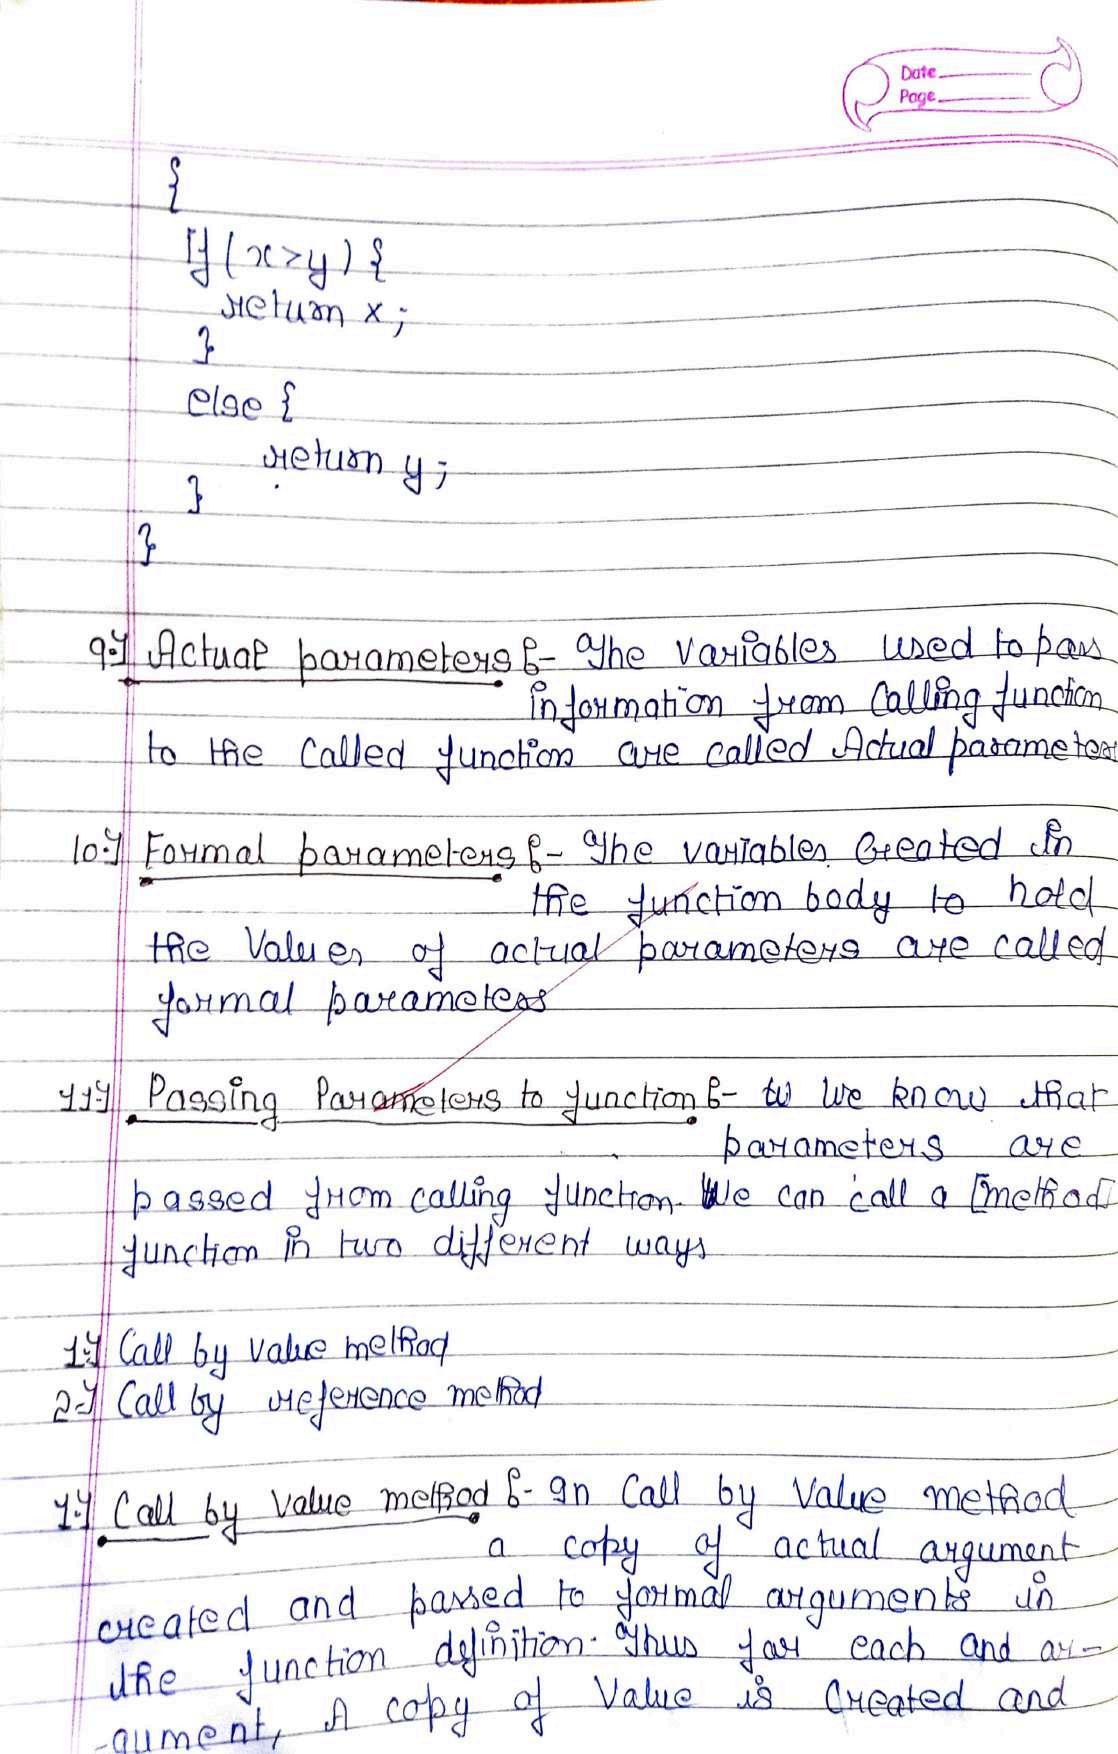 Date
Page
{
If (x>y) {
return x;
}
else {
return y;
}
}
9.) Actual parameters :- The variables used to pass
information from calling function
to the called function are called Actual parameters
10.) Formal parameters :- The variables created in
the function body to hold
the values of actual parameters are called
formal parameters
11.) Passing Parameters to function :- we know that
parameters are
passed from calling function. We can call a [method]
function in two different ways
1.) Call by value method
2.) Call by reference method
1.) Call by value method :- In call by value method
a copy of actual argument
created and passed to formal arguments in
the function definition. Thus for each and ar-
-gument, A copy of value is created and